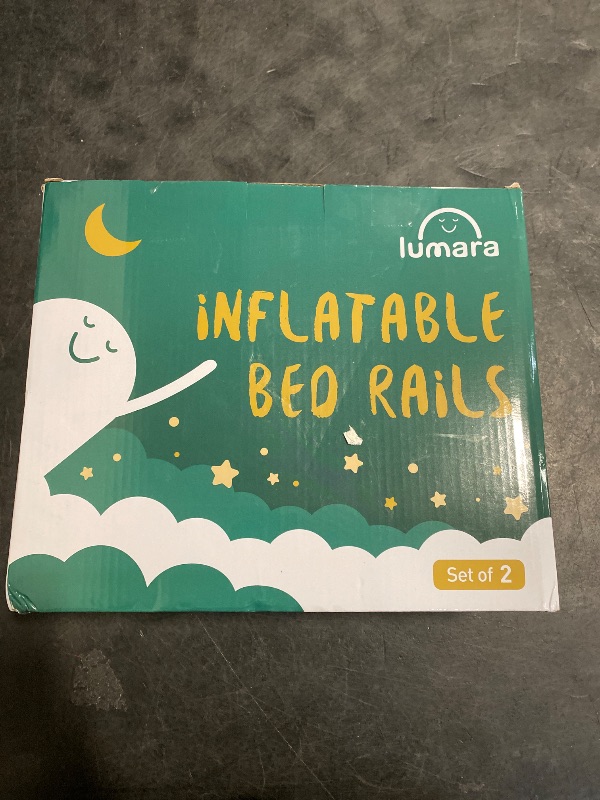 lumara
iNFLATABLE
BED RAiLS
Set of 2